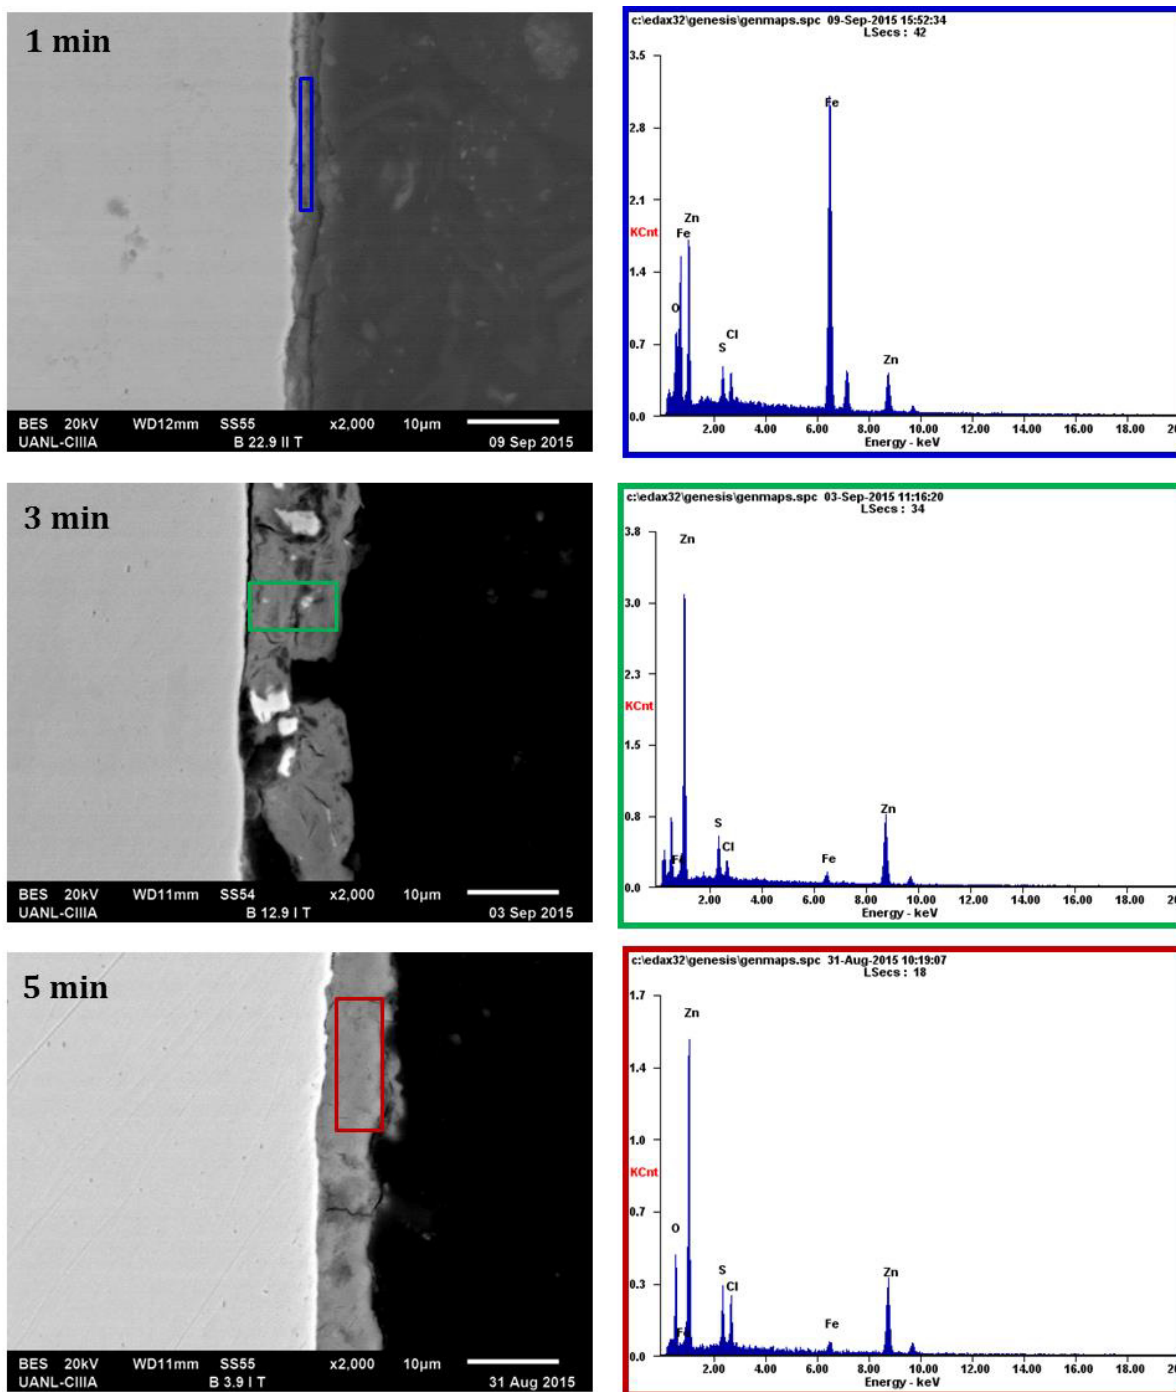 1 min
BES 20kV WD12mm SS55 x2,000 10µm
UANL-CIIIA B 22.9 II T 09 Sep 2015
c:\edax32\genesis\genmaps.spc 09-Sep-2015 15:52:34
LSecs : 42
3.5
2.8
2.1
1.4
0.7
0.0
KCnt
O
Fe
Zn
S
Cl
Fe
Zn
2.00 4.00 6.00 8.00 10.00 12.00 14.00 16.00 18.00 20
Energy - keV
3 min
BES 20kV WD11mm SS54 x2,000 10µm
UANL-CIIIA B 12.9 I T 03 Sep 2015
c:\edax32\genesis\genmaps.spc 03-Sep-2015 11:16:20
LSecs : 34
3.8
3.0
2.3
1.5
0.8
0.0
KCnt
Fe
Zn
S
Cl
Fe
Zn
2.00 4.00 6.00 8.00 10.00 12.00 14.00 16.00 18.00 20
Energy - keV
5 min
BES 20kV WD11mm SS55 x2,000 10µm
UANL-CIIIA B 3.9 I T 31 Aug 2015
c:\edax32\genesis\genmaps.spc 31-Aug-2015 10:19:07
LSecs : 18
1.7
1.4
1.0
0.7
0.3
0.0
KCnt
O
Fe
Zn
S
Cl
Fe
Zn
2.00 4.00 6.00 8.00 10.00 12.00 14.00 16.00 18.00 20
Energy - keV